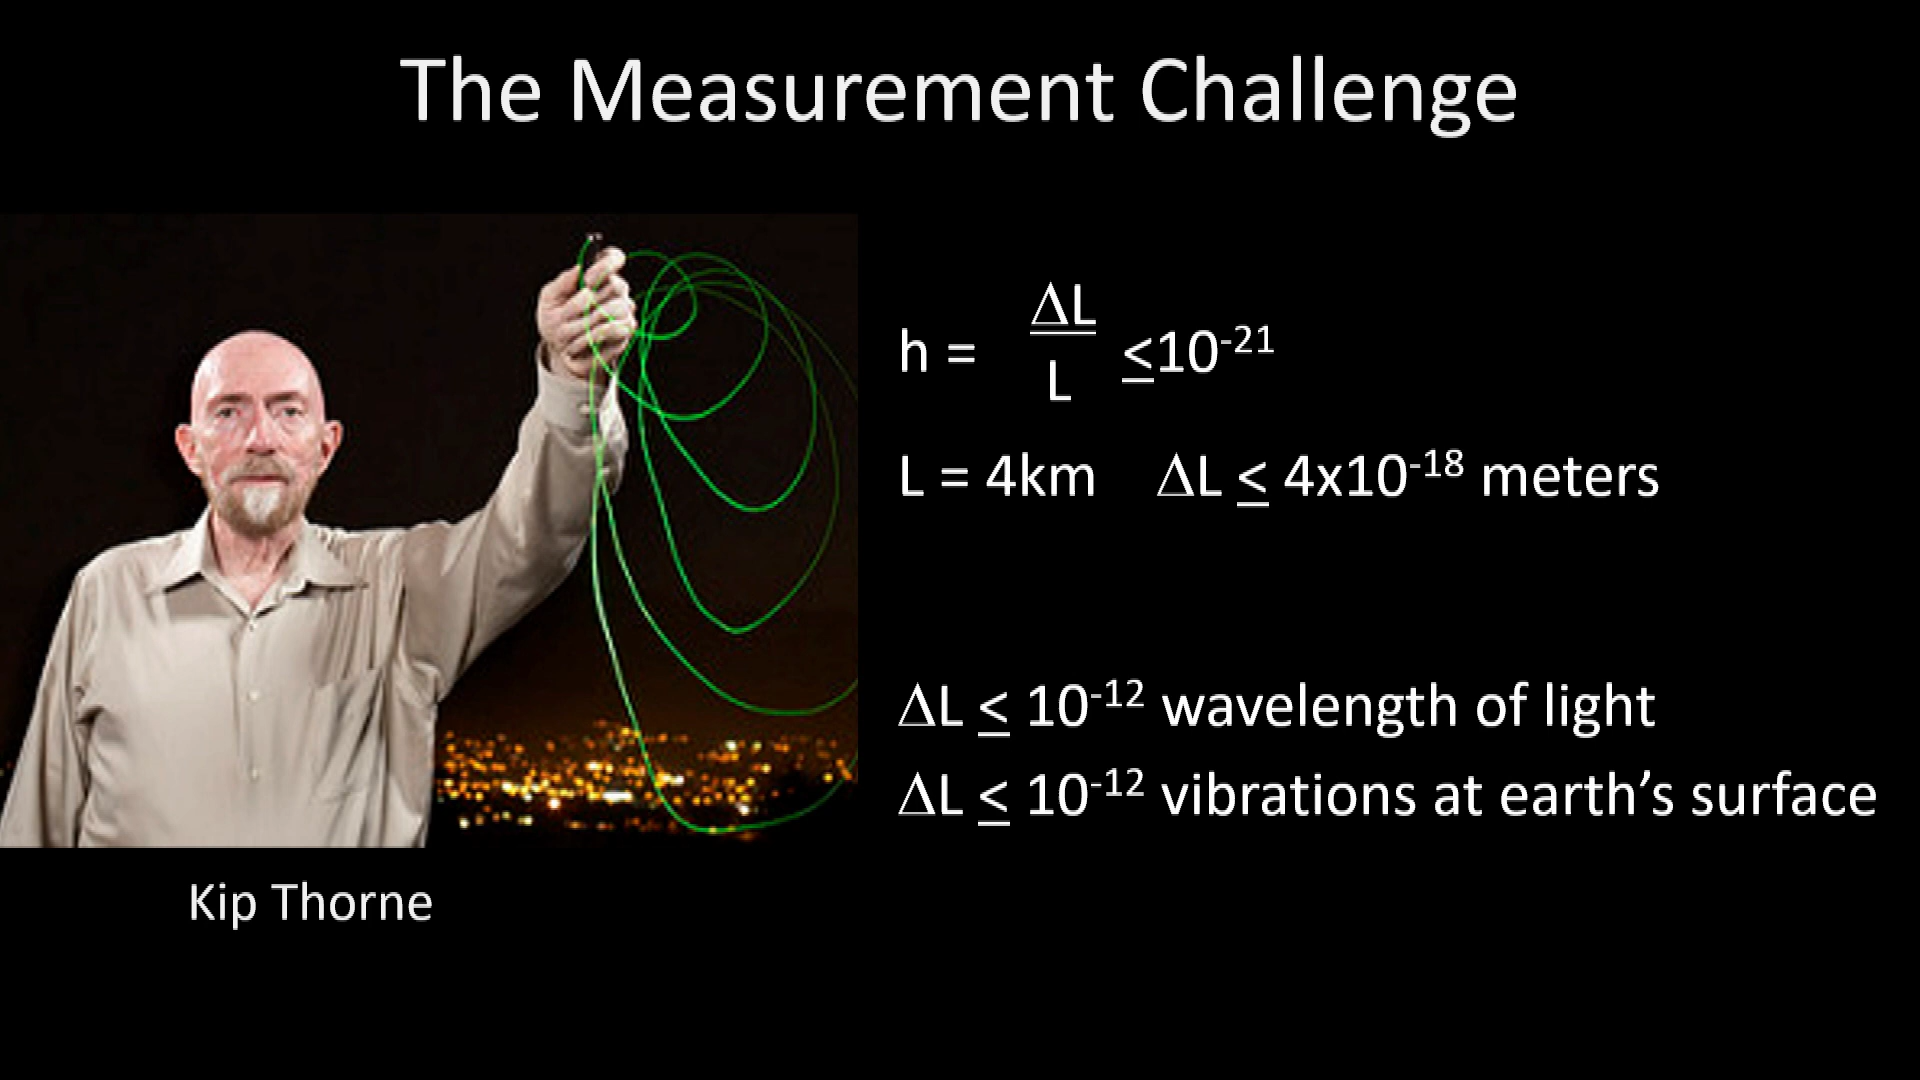 The Measurement Challenge
h = ΔL/L ≤10⁻²¹
L = 4km ΔL ≤ 4x10⁻¹⁸ meters
ΔL ≤ 10⁻¹² wavelength of light
ΔL ≤ 10⁻¹² vibrations at earth’s surface
Kip Thorne